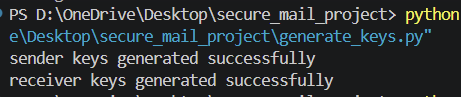 PS D:\OneDrive\Desktop\secure_mail_project> python
e\Desktop\secure_mail_project\generate_keys.py"
sender keys generated successfully
receiver keys generated successfully